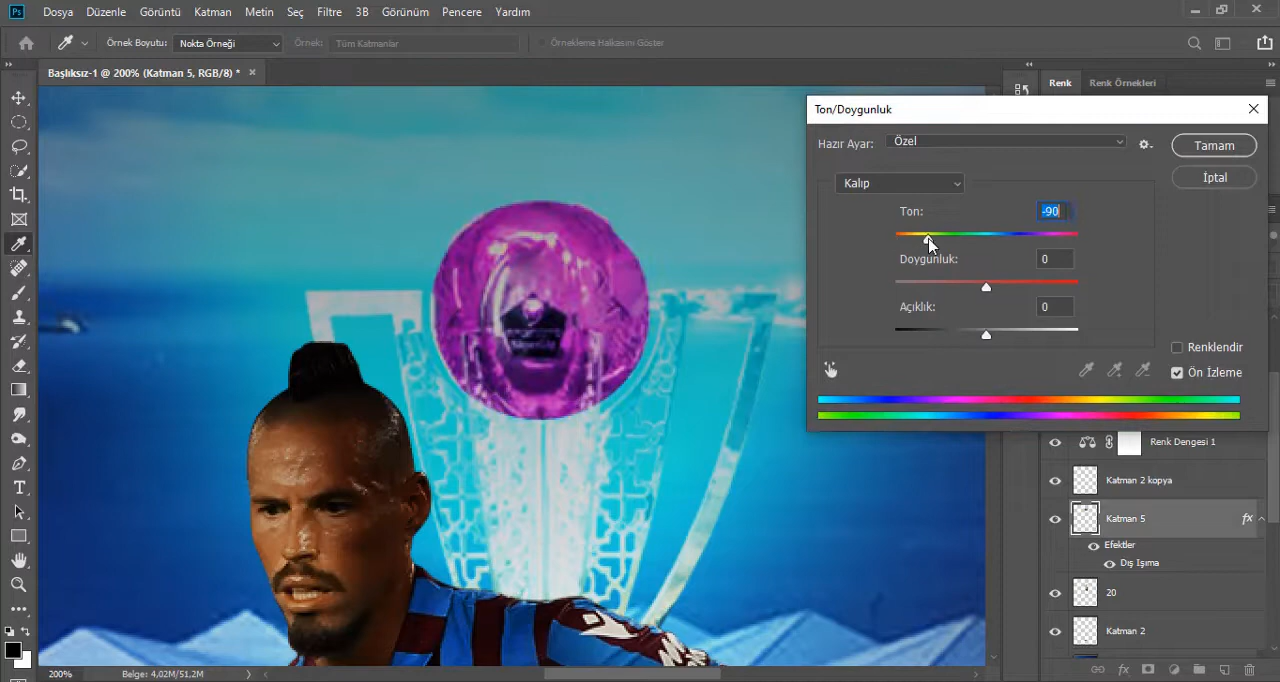 Ps Dosya Düzenle Görüntü Katman Metin Seç Filtre 3B Görünüm Pencere Yardım
Örnek Boyutu: Nokta Örneği Örnek: Tüm Katmanlar Örnekleme Halkasını Göster
Başlıksız-1 @ 200% (Katman 5, RGB/8) *
Renk Renk Örnekleri
Ton/Doygunluk
Hazır Ayar: Özel Tamam
Kalıp İptal
Ton: -90
Doygunluk: 0
Açıklık: 0
Renklendir
Ön İzleme
Renk Dengesi 1
Katman 2 kopya
Katman 5 fx
Efektler
Dış Işıma
20
Katman 2
200% Belge: 4,02M/51,2M fx